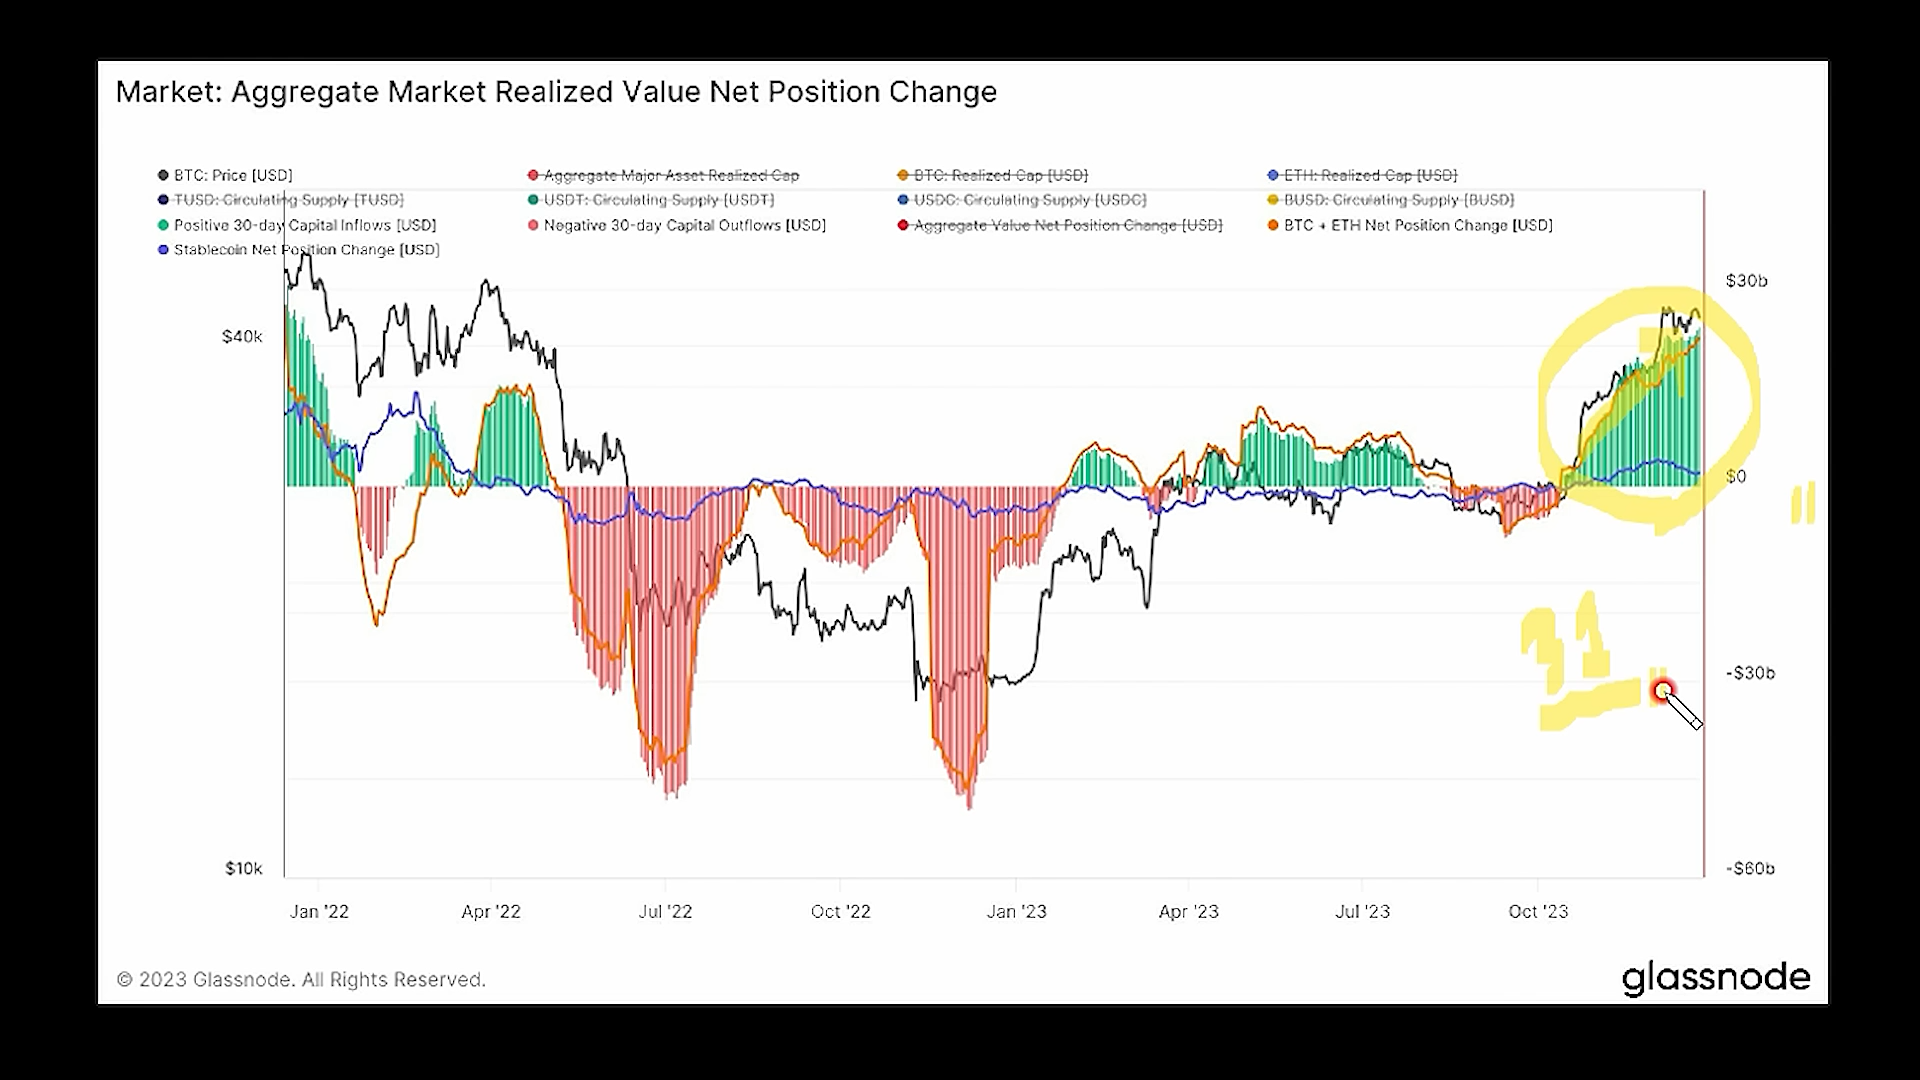 Market: Aggregate Market Realized Value Net Position Change
BTC: Price [USD] Aggregate Major Asset Realized Cap BTC: Realized Cap [USD] ETH: Realized Cap [USD]
TUSD: Circulating Supply [TUSD] USDT: Circulating Supply [USDT] USDC: Circulating Supply [USDC] BUSD: Circulating Supply [BUSD]
Positive 30-day Capital Inflows [USD] Negative 30-day Capital Outflows [USD] Aggregate Value Net Position Change [USD] BTC + ETH Net Position Change [USD]
Stablecoin Net Position Change [USD]
$30b
$40k
$0
-$30b
$10k -$60b
Jan '22 Apr '22 Jul '22 Oct '22 Jan '23 Apr '23 Jul '23 Oct '23
© 2023 Glassnode. All Rights Reserved.
glassnode